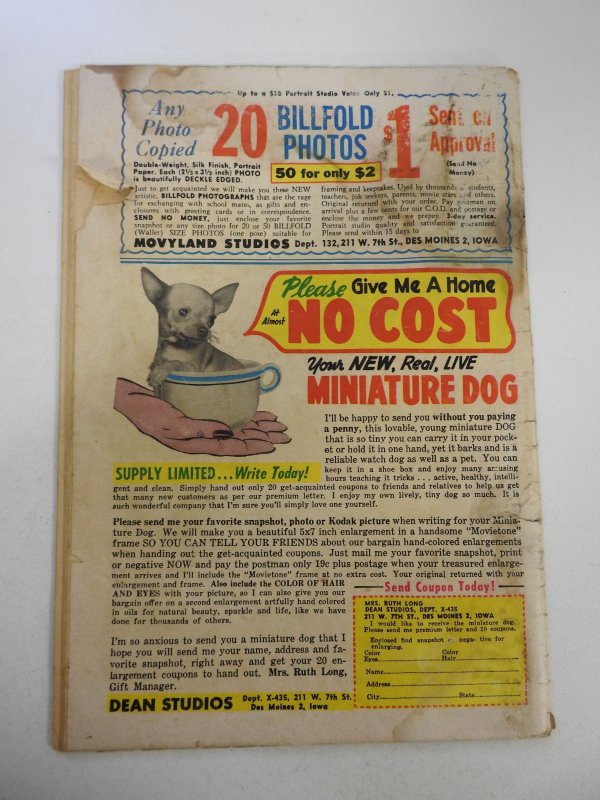 Up to a $10 Portrait Studio Value Only $1.
Any
Photo
Copied
20 BILLFOLD
PHOTOS
50 for only $2
$1
Sent on
Approval
(Send No
Money)
Double-Weight, Silk Finish, Portrait
Paper. Each (2½ x 3½ inch) PHOTO
is beautifully DECKLE EDGED.
Just to get acquainted we will make you these NEW
artistic, BILLFOLD PHOTOGRAPHS that are the rage
for exchanging with school mates, as gifts and en-
closures with greeting cards or in correspondence.
SEND NO MONEY, just enclose your favorite
snapshot or any size photo for 20 or 50 BILLFOLD
(Wallet) SIZE PHOTOS (one pose) suitable for
framing and keepsakes. Used by thousands of students,
teachers, job seekers, parents, movie stars and others.
Original returned with your order. Pay postman on
arrival plus a few cents for our C.O.D. and postage or
enclose the money and we prepay. 3-day service.
Portrait studio quality and satisfaction guaranteed.
Please send within 15 days to
MOVYLAND STUDIOS Dept. 132, 211 W. 7th St., DES MOINES 2, IOWA
Please Give Me A Home
At
Almost
NO COST
Your NEW, Real, LIVE
MINIATURE DOG
I'll be happy to send you without you paying
a penny, this lovable, young miniature DOG
that is so tiny you can carry it in your pock-
et or hold it in one hand, yet it barks and is a
reliable watch dog as well as a pet. You can
SUPPLY LIMITED...Write Today!
keep it in a shoe box and enjoy many amusing
hours teaching it tricks . . . active, healthy, intelli-
gent and clean. Simply hand out only 20 get-acquainted coupons to friends and relatives to help us get
that many new customers as per our premium letter. I enjoy my own lively, tiny dog so much. It is
such wonderful company that I'm sure you'll simply love one yourself.
Please send me your favorite snapshot, photo or Kodak picture when writing for your Minia-
ture Dog. We will make you a beautiful 5x7 inch enlargement in a handsome "Movietone"
frame SO YOU CAN TELL YOUR FRIENDS about our bargain hand-colored enlargements
when handing out the get-acquainted coupons. Just mail me your favorite snapshot, print
or negative NOW and pay the postman only 19c plus postage when your treasured enlarge-
ment arrives and I'll include the "Movietone" frame at no extra cost. Your original returned with your
enlargement and frame. Also include the COLOR OF HAIR
AND EYES with your picture, so I can also give you our
bargain offer on a second enlargement artfully hand colored
in oils for natural beauty, sparkle and life, like we have
done for thousands of others.
I'm so anxious to send you a miniature dog that I
hope you will send me your name, address and fa-
vorite snapshot, right away and get your 20 en-
largement coupons to hand out. Mrs. Ruth Long,
Gift Manager.
DEAN STUDIOS
Dept. X-435, 211 W. 7th St.
Des Moines 2, Iowa
Send Coupon Today!
MRS. RUTH LONG
DEAN STUDIOS, DEPT. X-435
211 W. 7TH ST., DES MOINES 2, IOWA
I would like to receive the miniature dog.
Please send me premium letter and 20 coupons.
Enclosed find snapshot or negative for
enlarging.
Color Color
Eyes Hair
Name
Address
City State